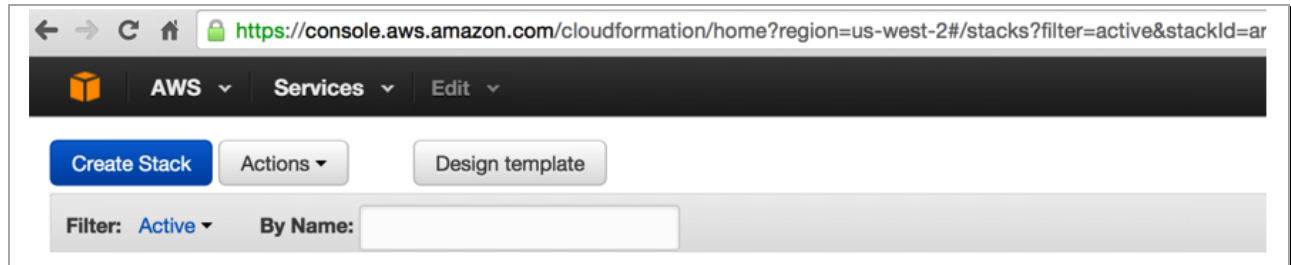 https://console.aws.amazon.com/cloudformation/home?region=us-west-2#/stacks?filter=active&stackId=ar
AWS Services Edit
Create Stack Actions Design template
Filter: Active By Name: